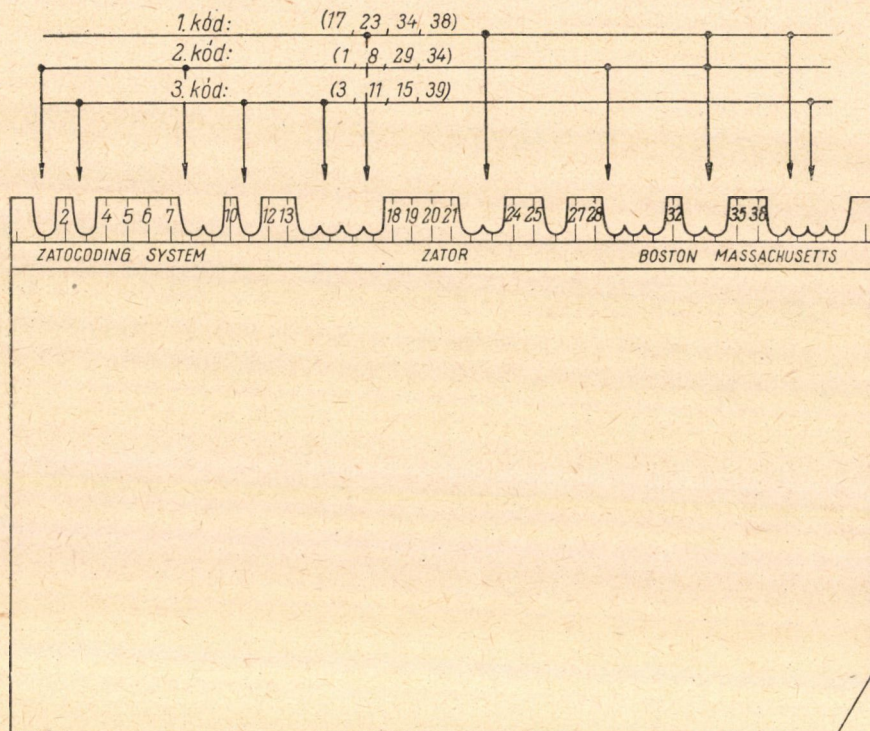 1. kód: (17, 23, 34, 38)
2. kód: (1, 8, 29, 34)
3. kód: (3, 11, 15, 39)
2 4 5 6 7 10 12 13 18 19 20 21 24 25 27 28 32 35 36
ZATOCODING SYSTEM ZATOR BOSTON MASSACHUSETTS